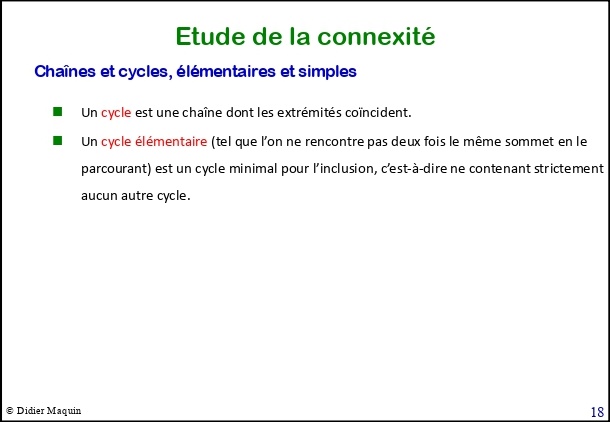 Etude de la connexité
Chaînes et cycles, élémentaires et simples
Un cycle est une chaîne dont les extrémités coïncident.
Un cycle élémentaire (tel que l’on ne rencontre pas deux fois le même sommet en le
parcourant) est un cycle minimal pour l’inclusion, c’est-à-dire ne contenant strictement
aucun autre cycle.
© Didier Maquin
18